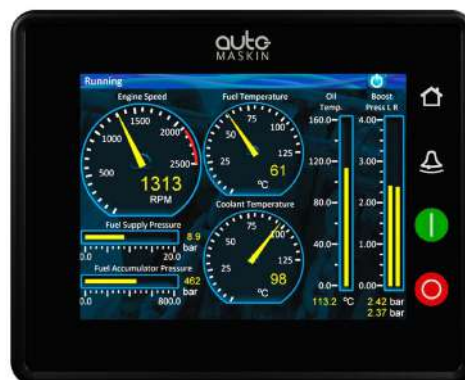 auto
MASKIN
Running
Engine Speed
500
1000
1500
2000
2500
1313
RPM
Fuel Temperature
25
50
75
100
125
61
°C
Oil
Temp.
160.0
120.0
80.0
40.0
0.0
113.2 °C
Boost
Press L R
4.00
3.00
2.00
1.00
0.00
2.42 bar
2.37 bar
Fuel Supply Pressure
8.9
bar
0.0 20.0
Fuel Accumulator Pressure
462
bar
0.0 800.0
Coolant Temperature
25
50
75
100
125
98
°C